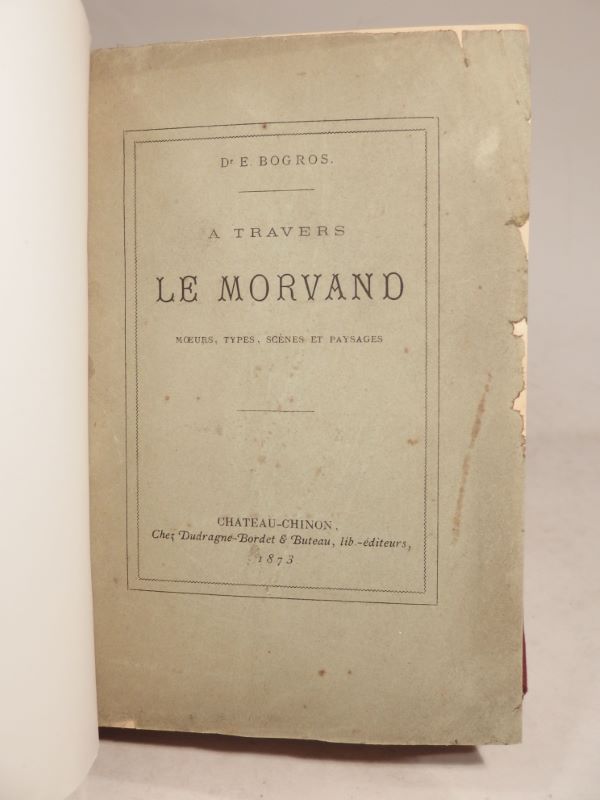 Dr E. BOGROS.
A TRAVERS
LE MORVAND
MŒURS, TYPES, SCÈNES ET PAYSAGES
CHATEAU-CHINON,
Chez Dudragne-Bordet & Buteau, lib.-éditeurs,
1873